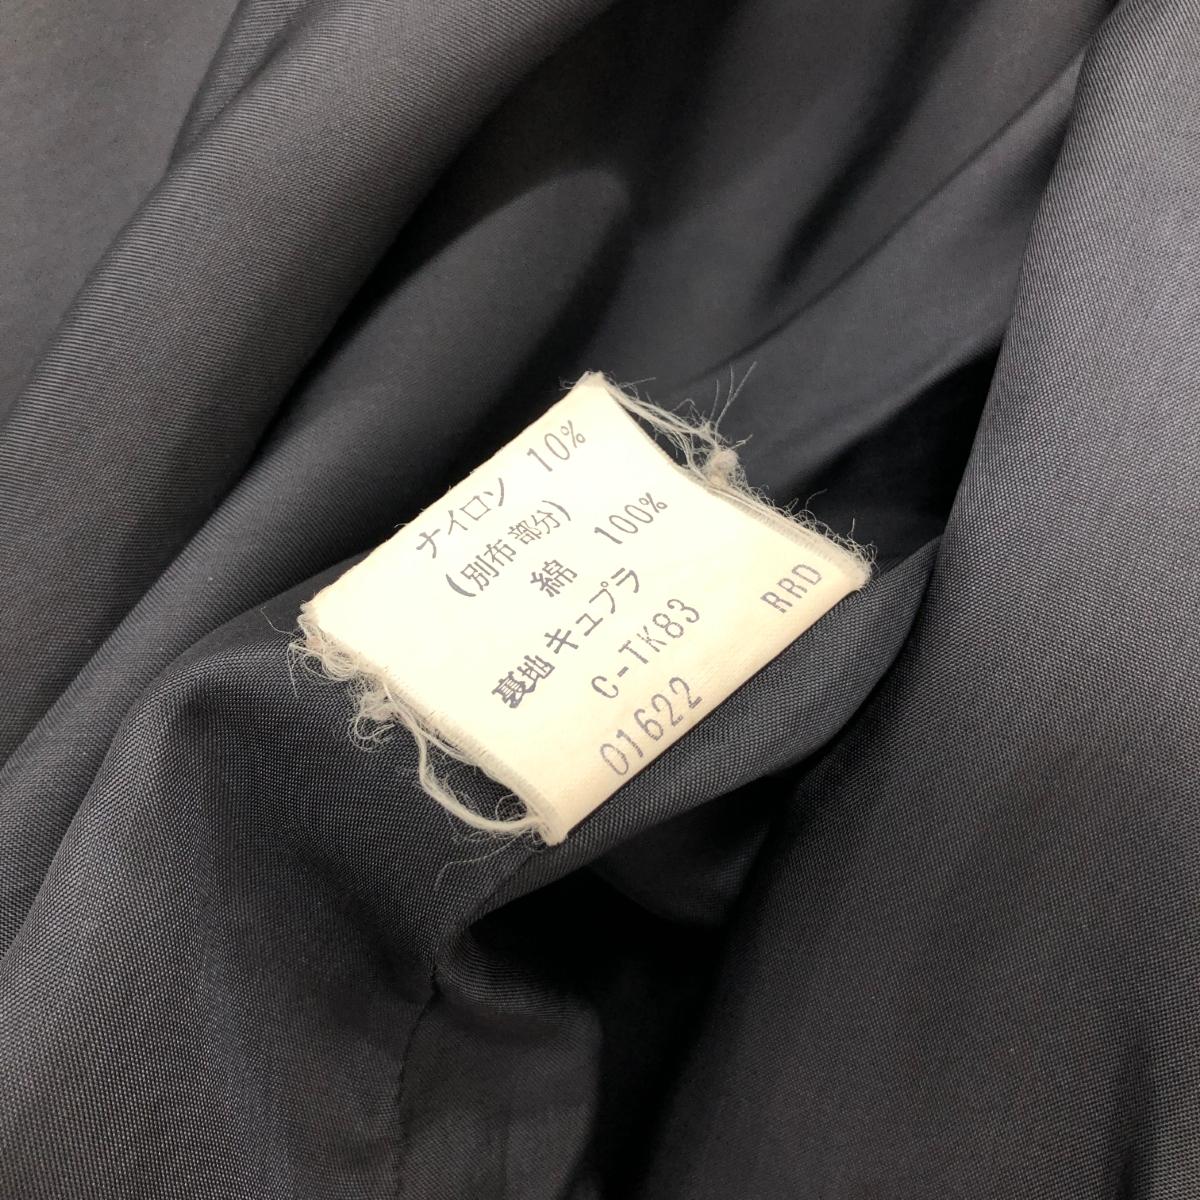 ナイロン 10%
(別布部分)
綿 100%
裏地 キュプラ
C-TK83
01622 RRD